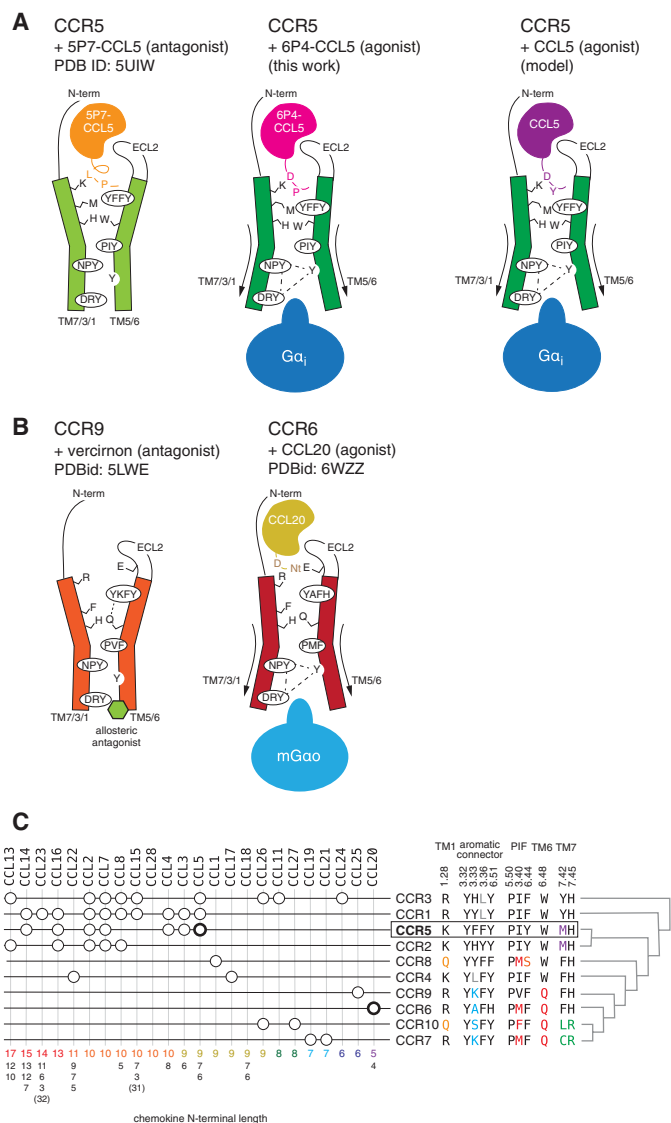 A
CCR5
+ 5P7-CCL5 (antagonist)
PDB ID: 5UIW
N-term
5P7-
CCL5
ECL2
L
P
K
YFFY
M
H W
PIY
NPY
Y
DRY
TM7/3/1
TM5/6
CCR5
+ 6P4-CCL5 (agonist)
(this work)
N-term
6P4-
CCL5
ECL2
D
P
K
YFFY
M
H W
PIY
NPY
Y
DRY
TM7/3/1
TM5/6
Gαi
CCR5
+ CCL5 (agonist)
(model)
N-term
CCL5
ECL2
D
Y
K
YFFY
M
H W
PIY
NPY
Y
DRY
TM7/3/1
TM5/6
Gαi
B
CCR9
+ vercirnon (antagonist)
PDBid: 5LWE
N-term
ECL2
E
R
YKFY
F
H Q
PVF
NPY
Y
DRY
TM7/3/1
TM5/6
allosteric
antagonist
CCR6
+ CCL20 (agonist)
PDBid: 6WZZ
N-term
CCL20
ECL2
D
Nt
E
R
YAFH
F
H Q
PMF
NPY
Y
DRY
TM7/3/1
TM5/6
mGαo
C
CCL13 CCL14 CCL23 CCL16 CCL22 CCL2 CCL7 CCL8 CCL15 CCL28 CCL4 CCL3 CCL5 CCL1 CCL17 CCL18 CCL26 CCL11 CCL27 CCL19 CCL21 CCL24 CCL25 CCL20
TM1 aromatic connector PIF TM6 TM7
1.28 3.32 3.33 3.36 6.51 5.50 3.40 6.44 6.48 7.42 7.45
CCR3 R YHLY PIF W YH
CCR1 R YYLY PIF W YH
CCR5 K YFFY PIY W MH
CCR2 K YHYY PIY W MH
CCR8 Q YYFF PMS W FH
CCR4 K YLFY PIY W FH
CCR9 R YKFY PVF Q FH
CCR6 R YAFH PMF Q FH
CCR10 Q YSFY PFF Q LR
CCR7 K YKFY PMF Q CR
17 15 14 13 11 10 10 10 10 10 10 9 9 9 9 9 9 8 8 7 7 6 6 5
12 13 11 9 5 7 8 6 7 7 4
10 12 6 7 3 6 6
7 3 5 (31)
(32)
chemokine N-terminal length